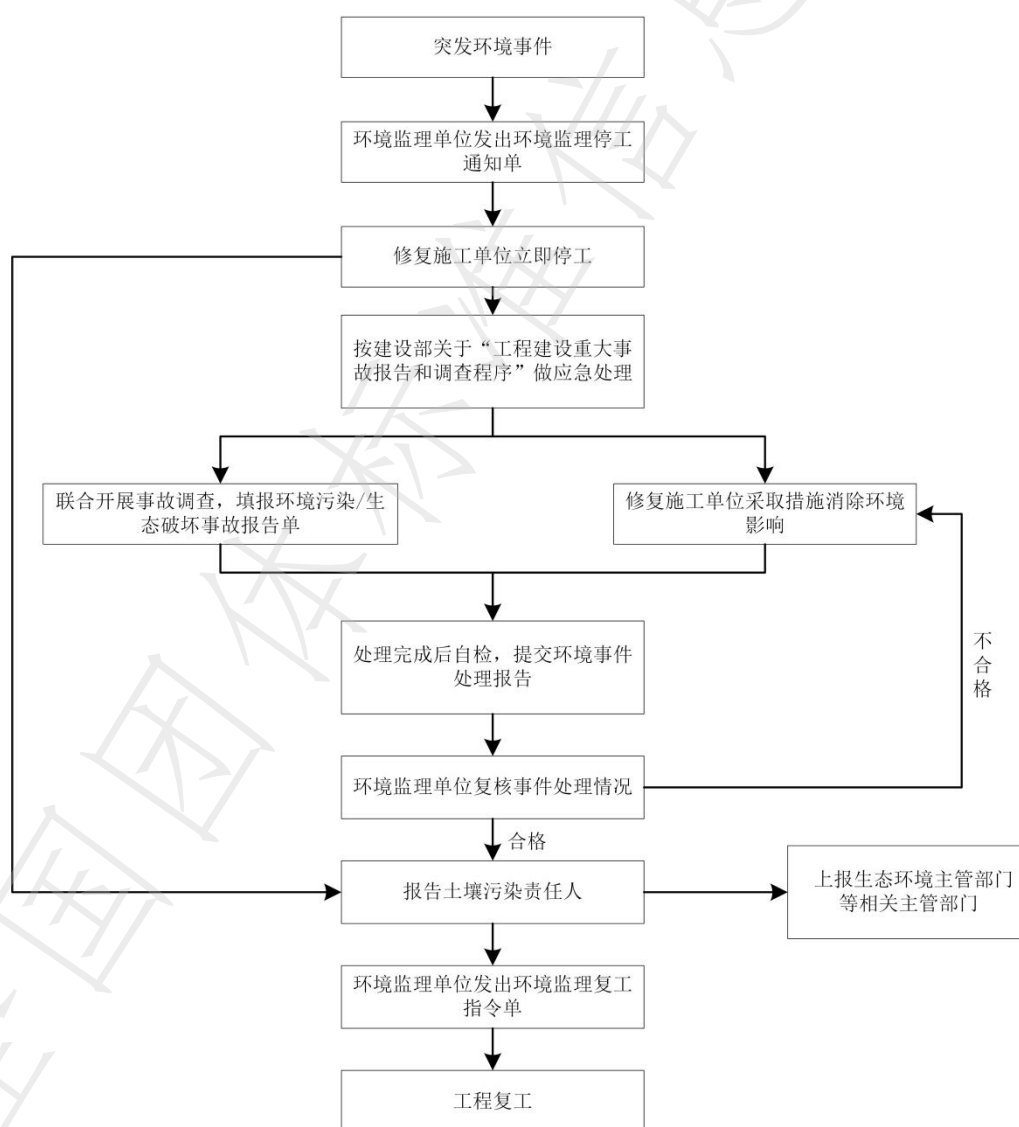 突发环境事件
环境监理单位发出环境监理停工
通知单
修复施工单位立即停工
按建设部关于“工程建设重大事
故报告和调查程序”做应急处理
联合开展事故调查，填报环境污染/生
态破坏事故报告单
修复施工单位采取措施消除环境
影响
处理完成后自检，提交环境事件
处理报告
不
合
格
环境监理单位复核事件处理情况
合格
报告土壤污染责任人
上报生态环境主管部门
等相关主管部门
环境监理单位发出环境监理复工
指令单
工程复工
全国团体标准信息